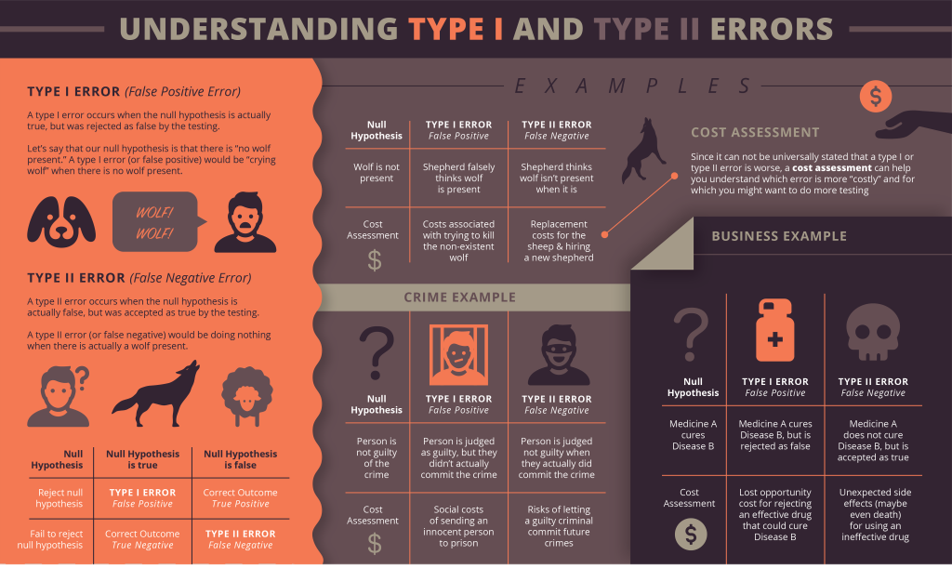 UNDERSTANDING TYPE I AND TYPE II ERRORS
TYPE I ERROR (False Positive Error)
A type I error occurs when the null hypothesis is actually
true, but was rejected as false by the testing.
Let's say that our null hypothesis is that there is “no wolf
present.” A type I error (or false positive) would be “crying
wolf” when there is no wolf present.
WOLF!
WOLF!
TYPE II ERROR (False Negative Error)
A type II error occurs when the null hypothesis is
actually false, but was accepted as true by the testing.
A type II error (or false negative) would be doing nothing
when there is actually a wolf present.
?
Null
Hypothesis
Null Hypothesis
is true
Null Hypothesis
is false
Reject null
hypothesis
TYPE I ERROR
False Positive
Correct Outcome
True Positive
Fail to reject
null hypothesis
Correct Outcome
True Negative
TYPE II ERROR
False Negative
EXAMPLES
Null
Hypothesis
TYPE I ERROR
False Positive
TYPE II ERROR
False Negative
Wolf is not
present
Shepherd falsely
thinks wolf
is present
Shepherd thinks
wolf isn't present
when it is
Cost
Assessment
$
Costs associated
with trying to kill
the non-existent
wolf
Replacement
costs for the
sheep & hiring
a new shepherd
$
COST ASSESSMENT
Since it can not be universally stated that a type I or
type II error is worse, a cost assessment can help
you understand which error is more “costly” and for
which you might want to do more testing
CRIME EXAMPLE
?
Null
Hypothesis
TYPE I ERROR
False Positive
TYPE II ERROR
False Negative
Person is
not guilty
of the
crime
Person is judged
as guilty, but they
didn't actually
commit the crime
Person is judged
not guilty when
they actually did
commit the crime
Cost
Assessment
$
Social costs
of sending an
innocent person
to prison
Risks of letting
a guilty criminal
commit future
crimes
BUSINESS EXAMPLE
?
Null
Hypothesis
TYPE I ERROR
False Positive
TYPE II ERROR
False Negative
Medicine A
cures
Disease B
Medicine A cures
Disease B, but is
rejected as false
Medicine A
does not cure
Disease B, but is
accepted as true
Cost
Assessment
$
Lost opportunity
cost for rejecting
an effective drug
that could cure
Disease B
Unexpected side
effects (maybe
even death)
for using an
ineffective drug